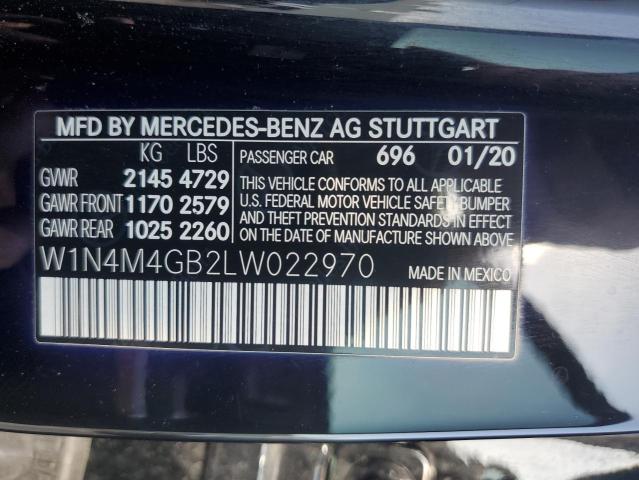 MFD BY MERCEDES-BENZ AG STUTTGART
KG LBS
GVWR 2145 4729
GAWR FRONT 1170 2579
GAWR REAR 1025 2260
PASSENGER CAR 696 01/20
THIS VEHICLE CONFORMS TO ALL APPLICABLE
U.S. FEDERAL MOTOR VEHICLE SAFETY, BUMPER
AND THEFT PREVENTION STANDARDS IN EFFECT
ON THE DATE OF MANUFACTURE SHOWN ABOVE
W1N4M4GB2LW022970
MADE IN MEXICO